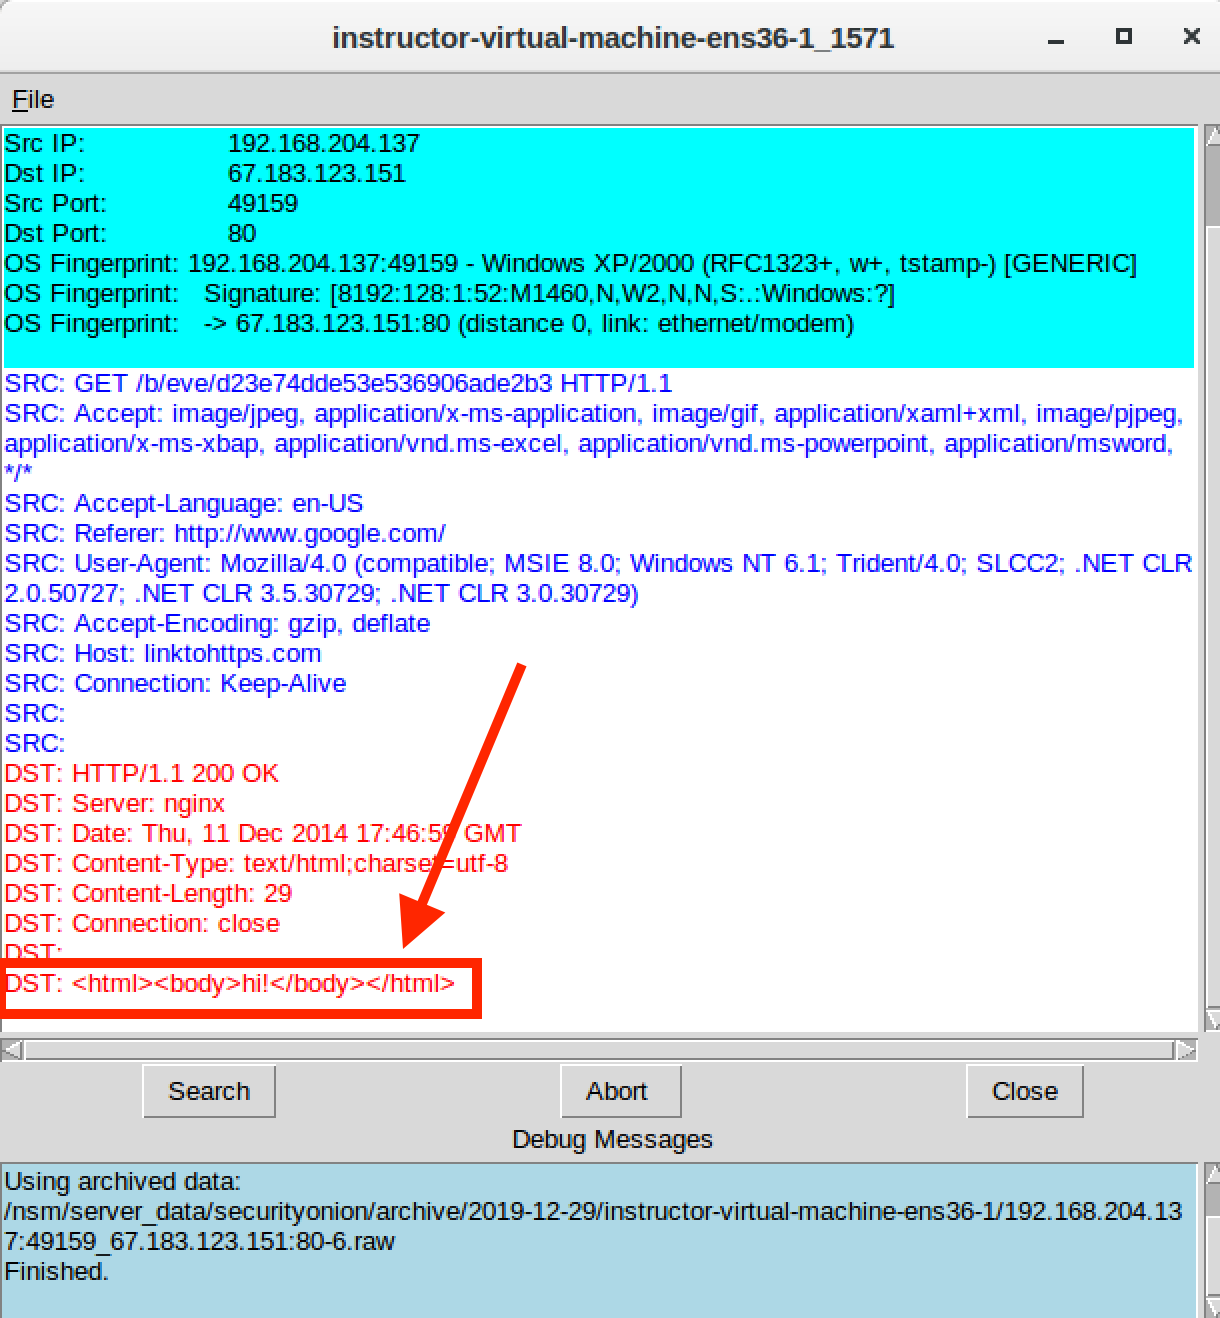 instructor-virtual-machine-ens36-1_1571
File
Src IP: 192.168.204.137
Dst IP: 67.183.123.151
Src Port: 49159
Dst Port: 80
OS Fingerprint: 192.168.204.137:49159 - Windows XP/2000 (RFC1323+, w+, tstamp-) [GENERIC]
OS Fingerprint: Signature: [8192:128:1:52:M1460,N,W2,N,N,S:.:Windows:?]
OS Fingerprint: -> 67.183.123.151:80 (distance 0, link: ethernet/modem)
SRC: GET /b/eve/d23e74dde53e536906ade2b3 HTTP/1.1
SRC: Accept: image/jpeg, application/x-ms-application, image/gif, application/xaml+xml, image/pjpeg,
application/x-ms-xbap, application/vnd.ms-excel, application/vnd.ms-powerpoint, application/msword,
*/*
SRC: Accept-Language: en-US
SRC: Referer: http://www.google.com/
SRC: User-Agent: Mozilla/4.0 (compatible; MSIE 8.0; Windows NT 6.1; Trident/4.0; SLCC2; .NET CLR
2.0.50727; .NET CLR 3.5.30729; .NET CLR 3.0.30729)
SRC: Accept-Encoding: gzip, deflate
SRC: Host: linktohttps.com
SRC: Connection: Keep-Alive
SRC:
SRC:
DST: HTTP/1.1 200 OK
DST: Server: nginx
DST: Date: Thu, 11 Dec 2014 17:46:59 GMT
DST: Content-Type: text/html;charset=utf-8
DST: Content-Length: 29
DST: Connection: close
DST:
DST: <html><body>hi!</body></html>
Search
Abort
Close
Debug Messages
Using archived data:
/nsm/server_data/securityonion/archive/2019-12-29/instructor-virtual-machine-ens36-1/192.168.204.13
7:49159_67.183.123.151:80-6.raw
Finished.